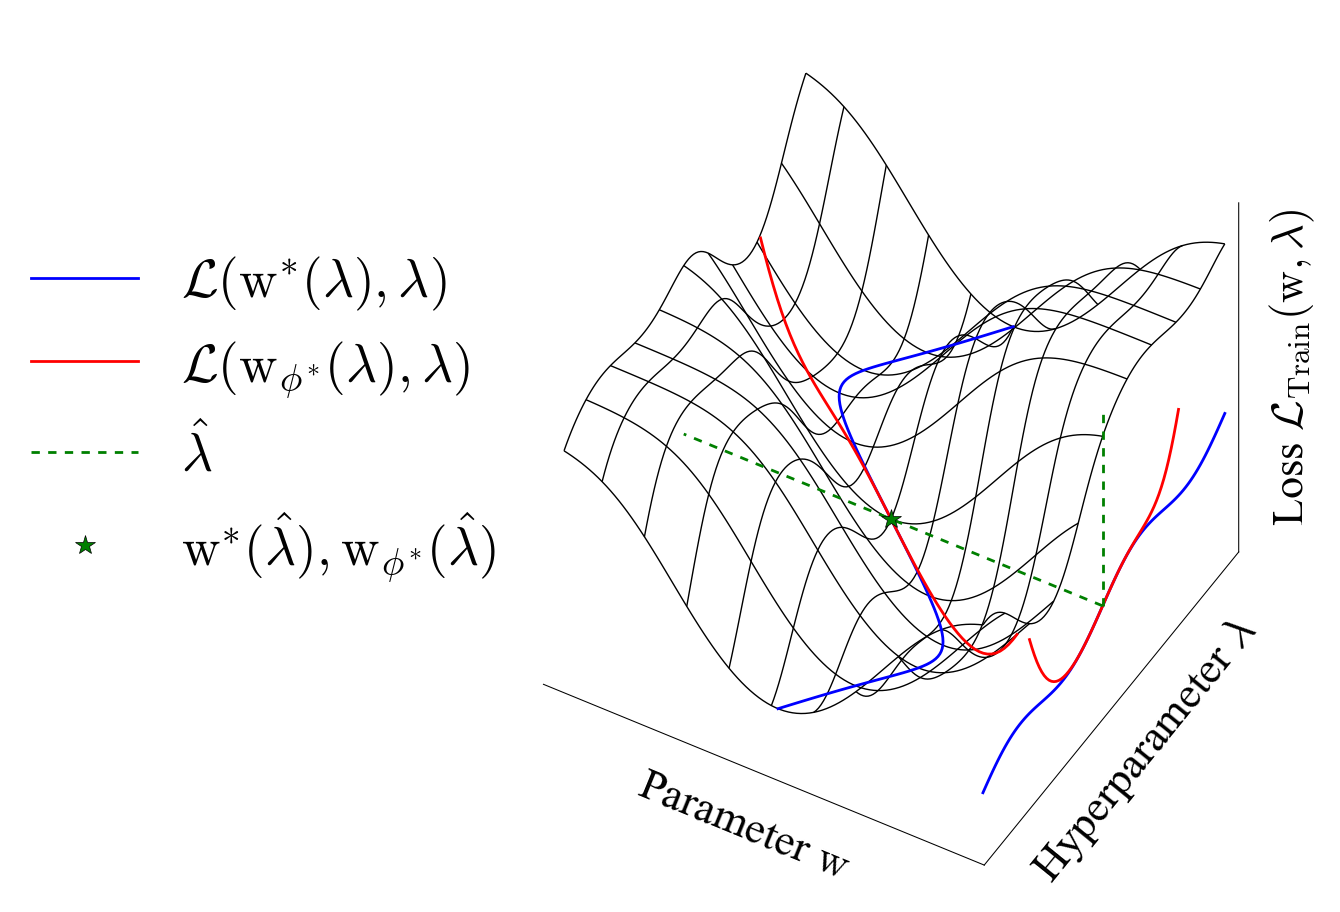 𝓛(w*(λ), λ)
𝓛(w_ϕ*(λ), λ)
λ̂
w*(λ̂), w_ϕ*(λ̂)
Parameter w
Hyperparameter λ
Loss 𝓛_Train(w, λ)